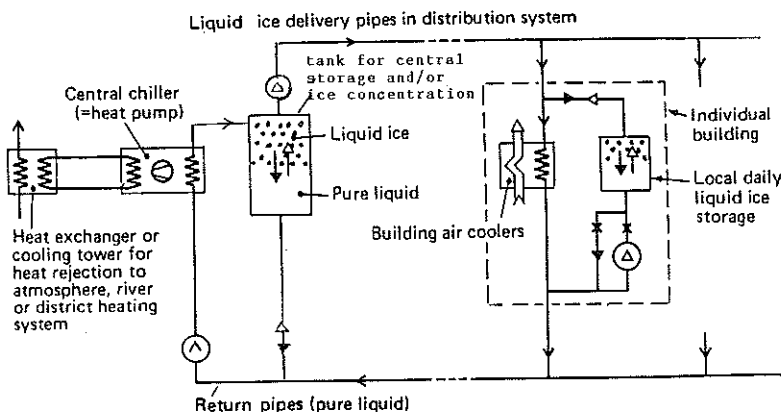 Liquid ice delivery pipes in distribution system
tank for central
storage and/or
ice concentration
Central chiller
(=heat pump)
Liquid ice
Pure liquid
Individual
building
Local daily
liquid ice
storage
Building air coolers
Heat exchanger or
cooling tower for
heat rejection to
atmosphere, river
or district heating
system
Return pipes (pure liquid)